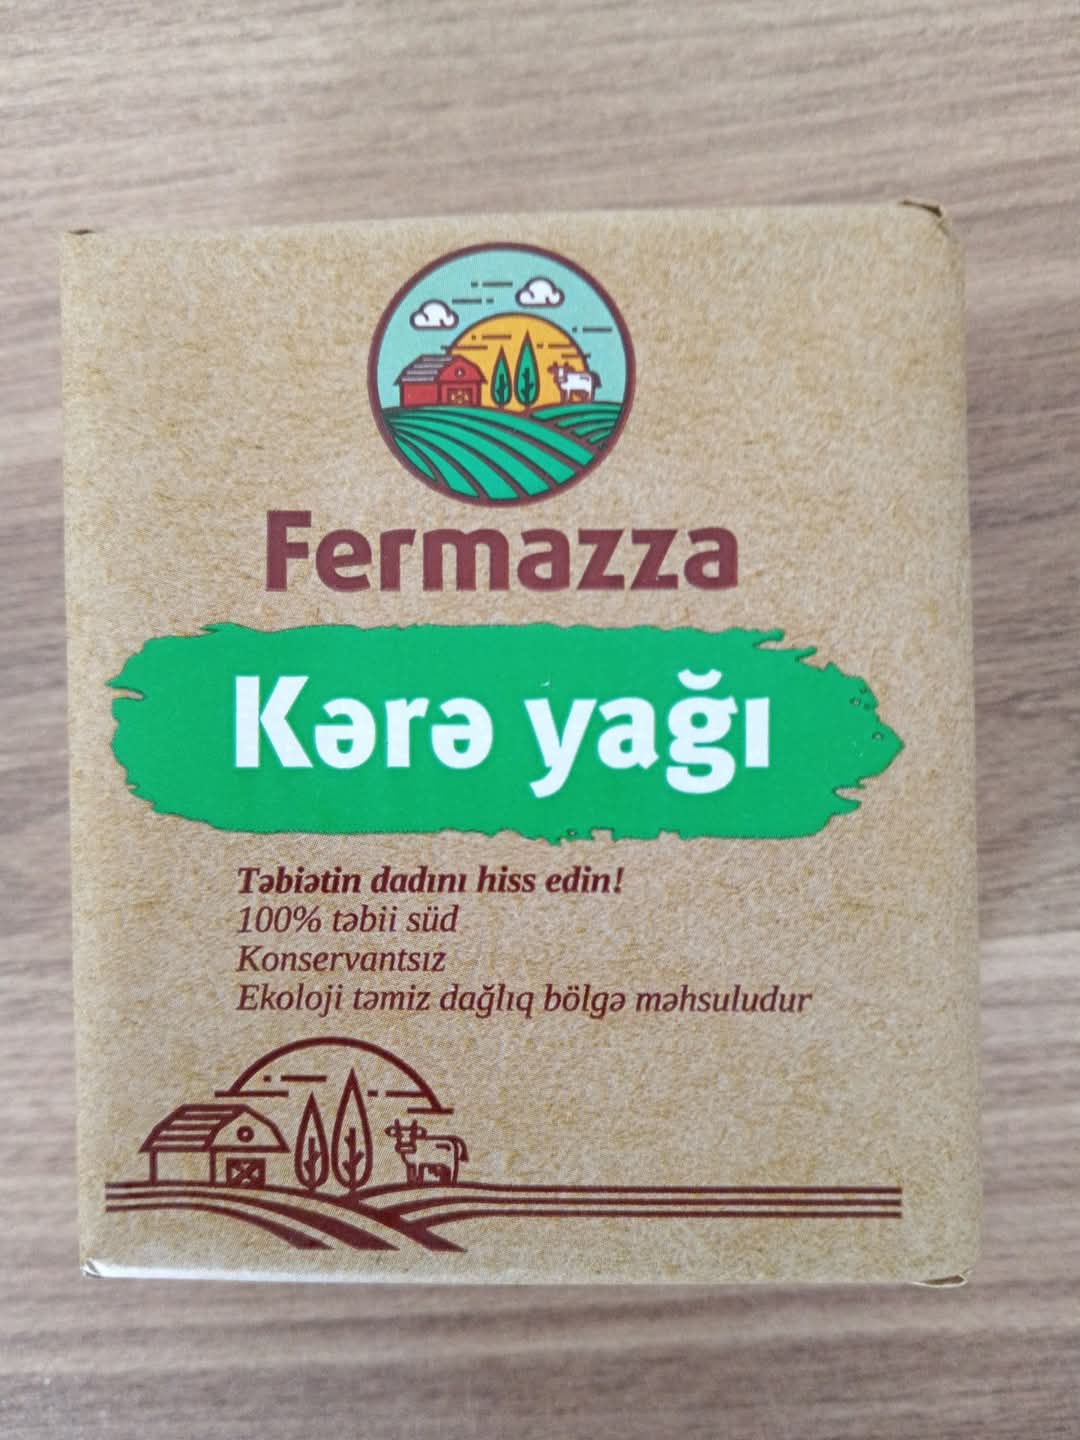 Fermazza
Kərə yağı
Təbiətin dadını hiss edin!
100% təbii süd
Konservantsız
Ekoloji təmiz dağlıq bölgə məhsuludur